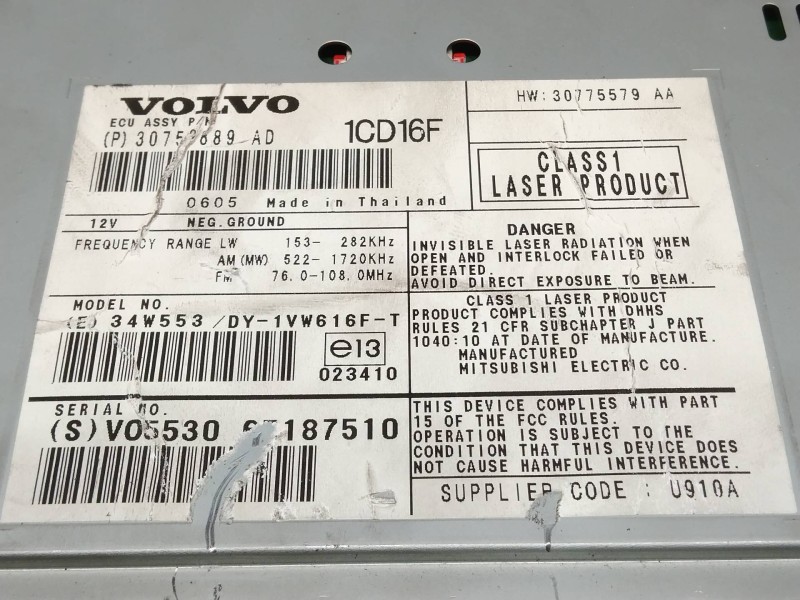 VOLVO
ECU ASSY P/N
AD
1CD16F
HW: 30775579 AA
CLASS1
LASER PRODUCT
0605 Made in Thailand
12V NEG. GROUND
FREQUENCY RANGE LW 153- 282KHz
AM (MW) 522- 1720KHz
FM 76.0-108.0MHz
DANGER
INVISIBLE LASER RADIATION WHEN
OPEN AND INTERLOCK FAILED OR
DEFEATED.
AVOID DIRECT EXPOSURE TO BEAM.
MODEL NO.
(E) 34W553/DY-1VW616F-T
e13
023410
CLASS 1 LASER PRODUCT
PRODUCT COMPLIES WITH DHHS
RULES 21 CFR SUBCHAPTER J PART
1040:10 AT DATE OF MANUFACTURE.
MANUFACTURED
MITSUBISHI ELECTRIC CO.
SERIAL NO.
(S) VO5530
THIS DEVICE COMPLIES WITH PART
15 OF THE FCC RULES.
OPERATION IS SUBJECT TO THE
CONDITION THAT THIS DEVICE DOES
NOT CAUSE HARMFUL INTERFERENCE.
SUPPLIER CODE : U910A